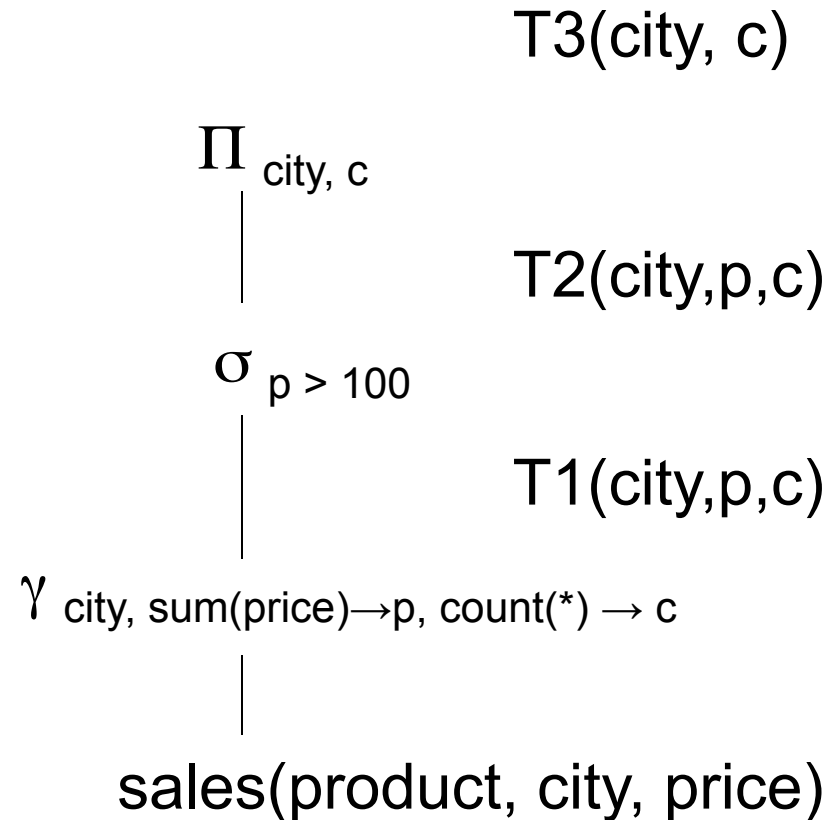 T3(city, c)
Π city, c
T2(city,p,c)
σ p > 100
T1(city,p,c)
γ city, sum(price)→p, count(*) → c
sales(product, city, price)